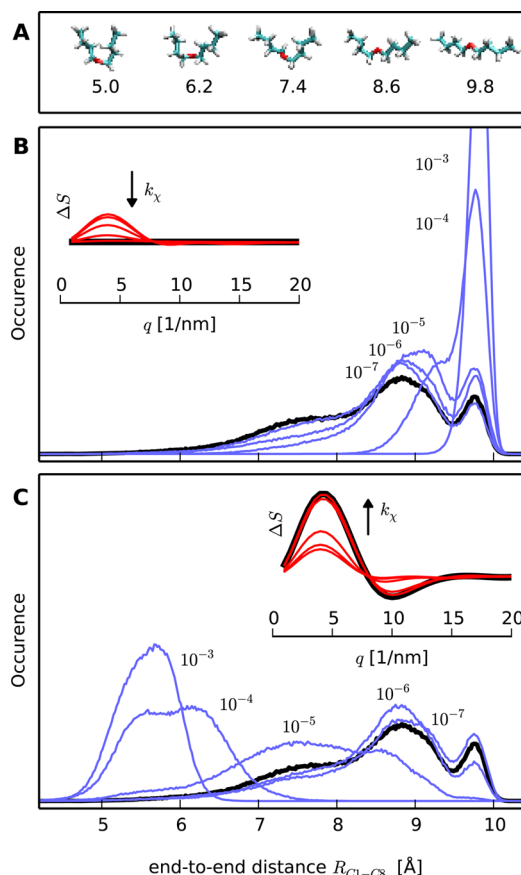 A
5.0 6.2 7.4 8.6 9.8
B
ΔS
k_χ
0 5 10 15 20
q [1/nm]
10⁻³
10⁻⁴
10⁻⁵
10⁻⁶
10⁻⁷
Occurence
C
ΔS
k_χ
0 5 10 15 20
q [1/nm]
10⁻³
10⁻⁴
10⁻⁵
10⁻⁶
10⁻⁷
Occurence
5 6 7 8 9 10
end-to-end distance R_{C1−C8} [Å]